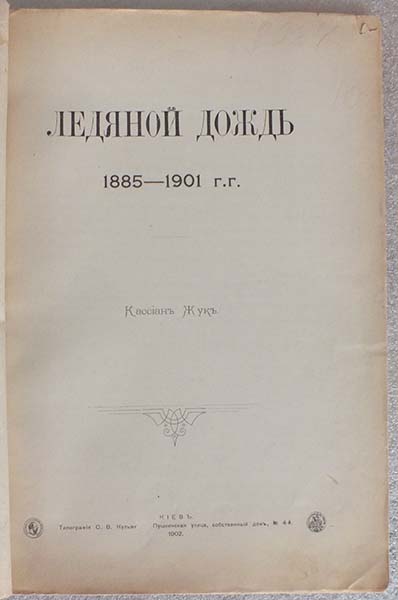 ЛЕДЯНОЙ ДОЖДЬ
1885—1901 г.г.
Кассіанъ Жукъ.
КІЕВЪ.
Типографія С. В. Кульженко Пушкинская улица, собственный домъ, № 4-й.
1902.